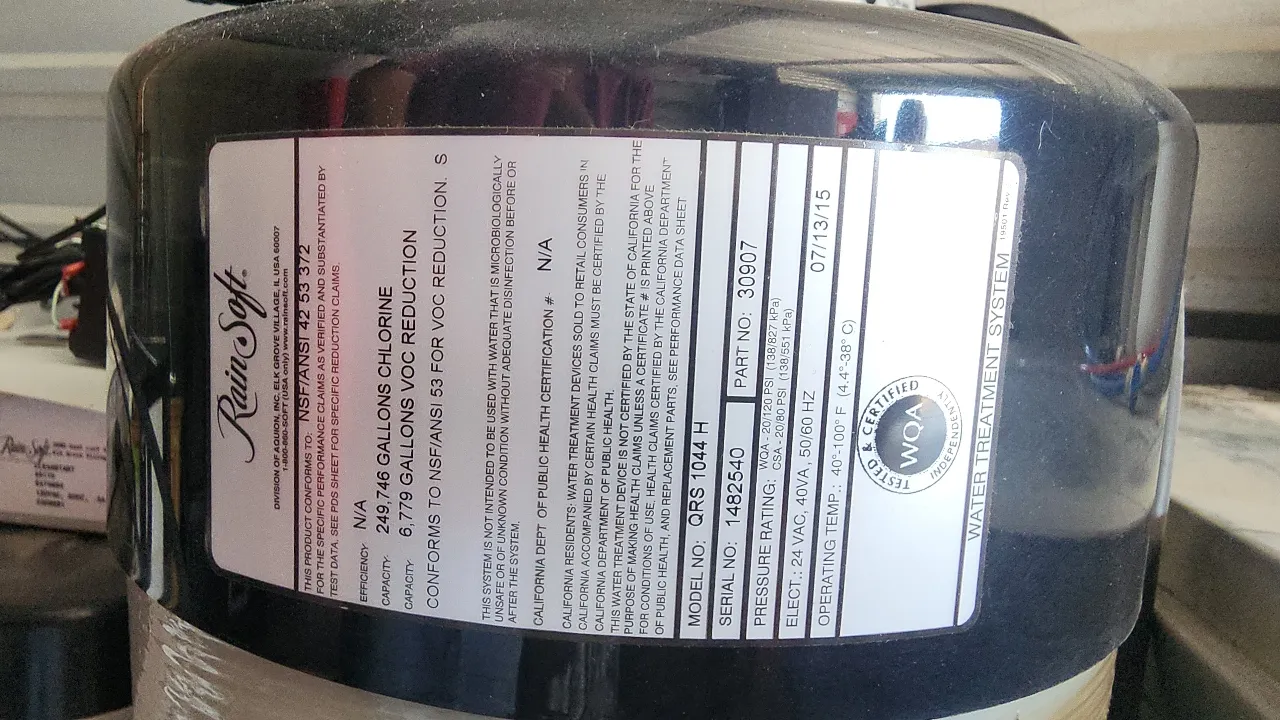 RainSoft®
DIVISION OF AQUION, INC. ELK GROVE VILLAGE, IL USA 60007
1-800-860-SOFT (USA only) www.rainsoft.com
THIS PRODUCT CONFORMS TO: NSF/ANSI 42 53 372
FOR THE SPECIFIC PERFORMANCE CLAIMS AS VERIFIED AND SUBSTANTIATED BY
TEST DATA. SEE PDS SHEET FOR SPECIFIC REDUCTION CLAIMS.
EFFICIENCY: N/A
CAPACITY: 249,746 GALLONS CHLORINE
CAPACITY: 6,779 GALLONS VOC REDUCTION
CONFORMS TO NSF/ANSI 53 FOR VOC REDUCTION. S
THIS SYSTEM IS NOT INTENDED TO BE USED WITH WATER THAT IS MICROBIOLOGICALLY
UNSAFE OR OF UNKNOWN CONDITION WITHOUT ADEQUATE DISINFECTION BEFORE OR
AFTER THE SYSTEM.
CALIFORNIA DEPT OF PUBLIC HEALTH CERTIFICATION #: N/A
CALIFORNIA RESIDENTS: WATER TREATMENT DEVICES SOLD TO RETAIL CONSUMERS IN
CALIFORNIA ACCOMPANIED BY CERTAIN HEALTH CLAIMS MUST BE CERTIFIED BY THE
CALIFORNIA DEPARTMENT OF PUBLIC HEALTH.
THIS WATER TREATMENT DEVICE IS NOT CERTIFIED BY THE STATE OF CALIFORNIA FOR THE
PURPOSE OF MAKING HEALTH CLAIMS UNLESS A CERTIFICATE # IS PRINTED ABOVE
FOR CONDITIONS OF USE, HEALTH CLAIMS CERTIFIED BY THE CALIFORNIA DEPARTMENT
OF PUBLIC HEALTH, AND REPLACEMENT PARTS, SEE PERFORMANCE DATA SHEET
MODEL NO: QRS 1044 H
SERIAL NO: 1482540 PART NO: 30907
PRESSURE RATING: WQA - 20/120 PSI (138/827 kPa)
CSA - 20/80 PSI (138/551 kPa)
ELECT.: 24 VAC, 40VA, 50/60 HZ 07/13/15
OPERATING TEMP.: 40°-100° F (4.4°-38° C)
TESTED & CERTIFIED
WQA
INDEPENDENTLY
WATER TREATMENT SYSTEM 19501 Rev
Rain Soft